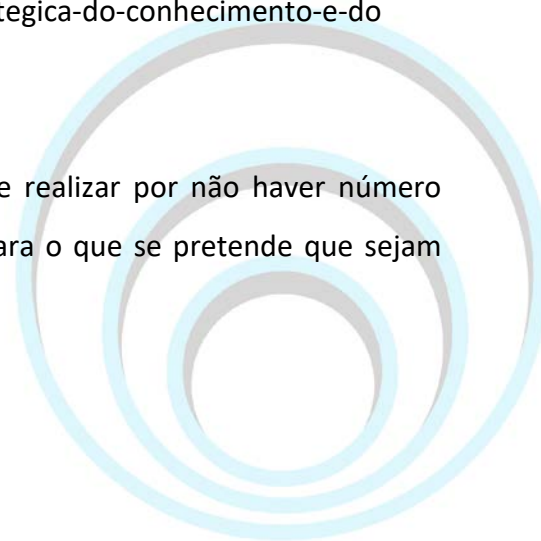 tegica-do-conhecimento-e-do
e realizar por não haver número
ara o que se pretende que sejam